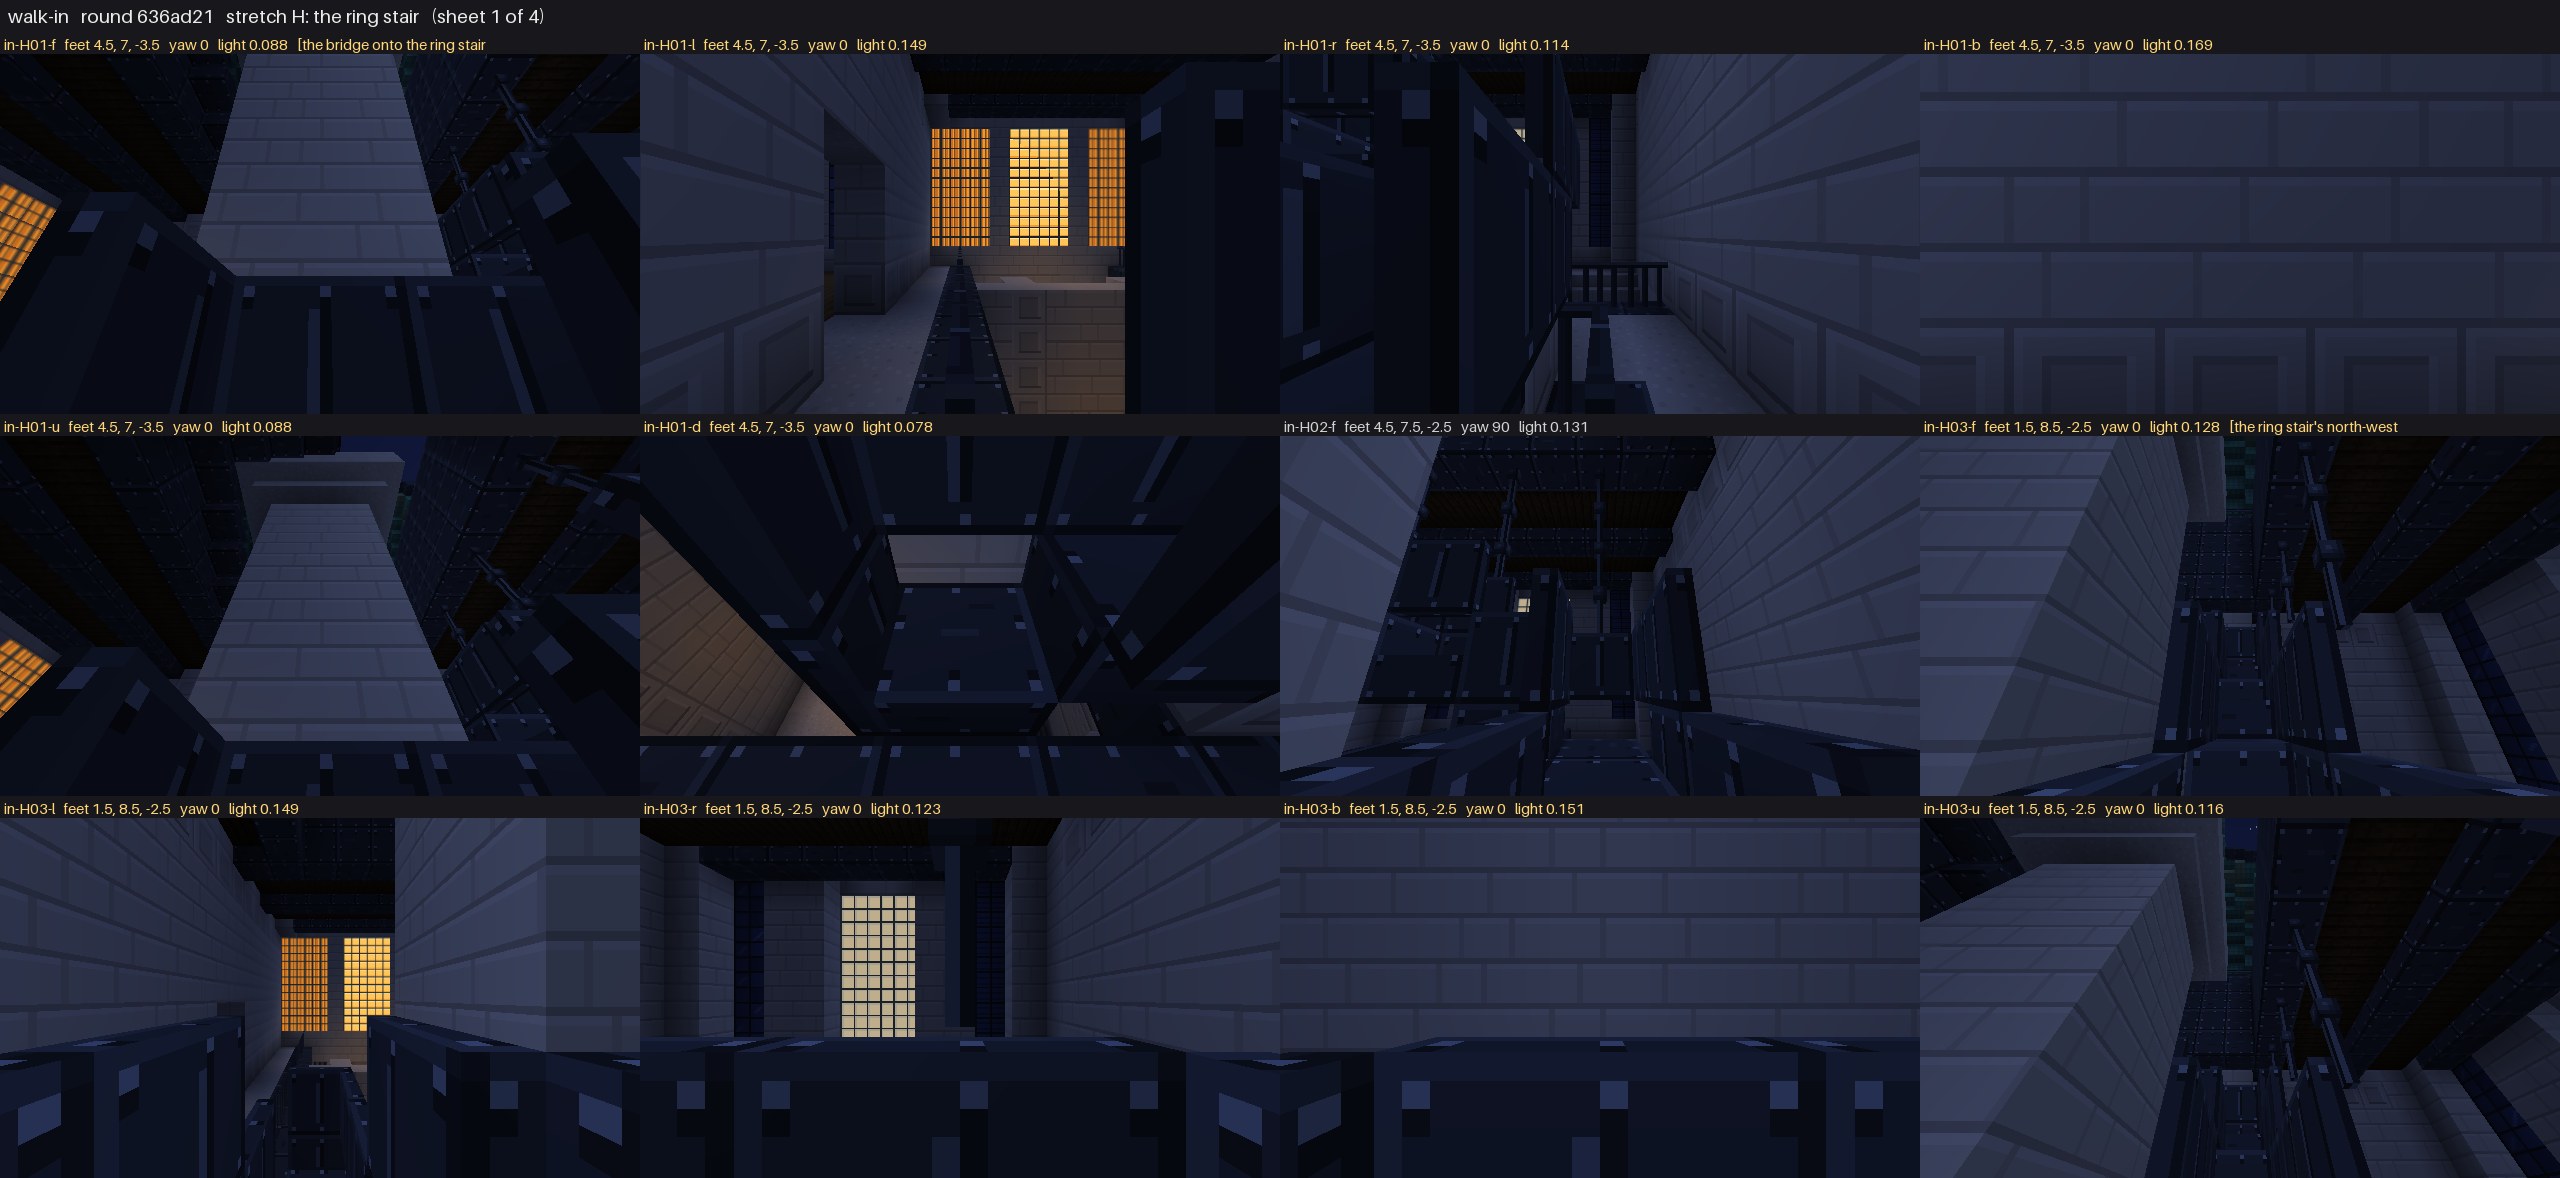 walk-in   round 636ad21   stretch H: the ring stair   (sheet 1 of 4)
in-H01-f  feet 4.5, 7, -3.5   yaw 0   light 0.088   [the bridge onto the ring stair
in-H01-l  feet 4.5, 7, -3.5   yaw 0   light 0.149
in-H01-r  feet 4.5, 7, -3.5   yaw 0   light 0.114
in-H01-b  feet 4.5, 7, -3.5   yaw 0   light 0.169
in-H01-u  feet 4.5, 7, -3.5   yaw 0   light 0.088
in-H01-d  feet 4.5, 7, -3.5   yaw 0   light 0.078
in-H02-f  feet 4.5, 7.5, -2.5   yaw 90   light 0.131
in-H03-f  feet 1.5, 8.5, -2.5   yaw 0   light 0.128   [the ring stair's north-west
in-H03-l  feet 1.5, 8.5, -2.5   yaw 0   light 0.149
in-H03-r  feet 1.5, 8.5, -2.5   yaw 0   light 0.123
in-H03-b  feet 1.5, 8.5, -2.5   yaw 0   light 0.151
in-H03-u  feet 1.5, 8.5, -2.5   yaw 0   light 0.116